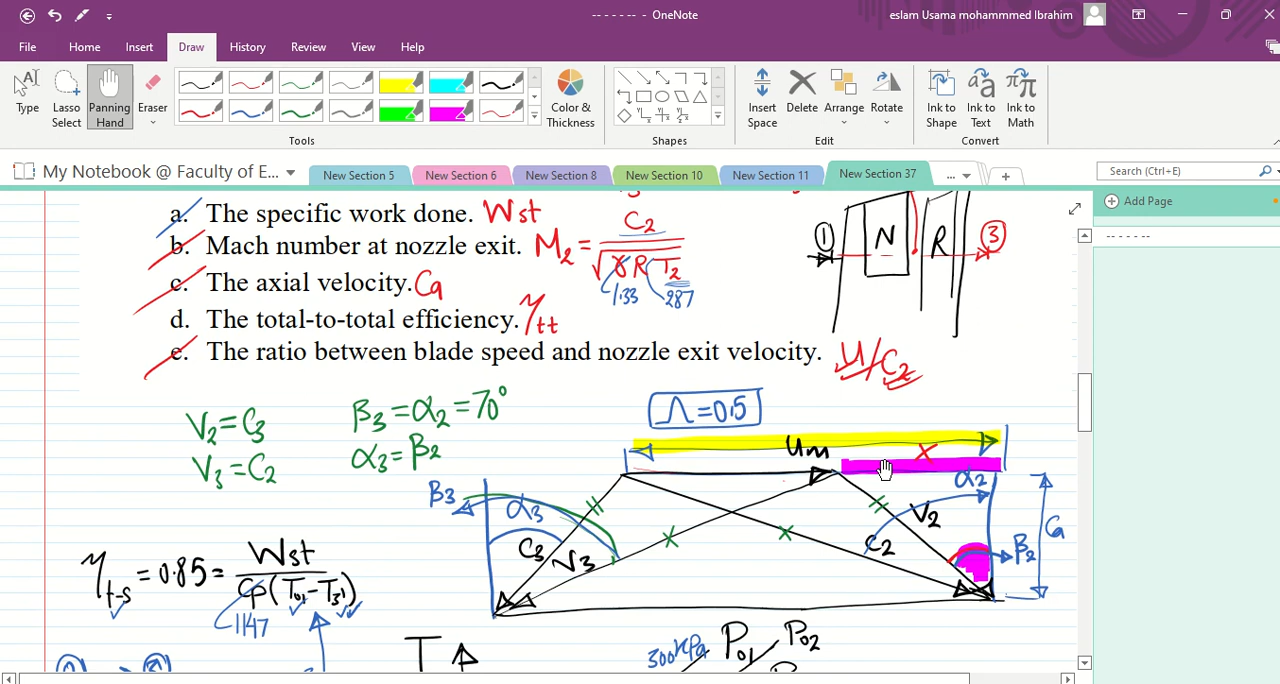 ------ - OneNote
eslam Usama mohammmed Ibrahim
File Home Insert Draw History Review View Help
Type Lasso Select Panning Hand Eraser
Color & Thickness
Insert Space Delete Arrange Rotate
Ink to Shape Ink to Text Ink to Math
Tools Shapes Edit Convert
My Notebook @ Faculty of E...
New Section 5 New Section 6 New Section 8 New Section 10 New Section 11 New Section 37 ...
Search (Ctrl+E)
Add Page
------
a. The specific work done. Wst
b. Mach number at nozzle exit. M2 = C2 / √(γ R T2)
1.33 287
c. The axial velocity. Ca
d. The total-to-total efficiency. ηtt
e. The ratio between blade speed and nozzle exit velocity. U/C2
1 N R 3
V2 = C3 β3 = α2 = 70°
V3 = C2 α3 = β2
Λ = 0.5
Um
β3 α3 C3 V3 C2 V2 α2 β2 Ca
ηt-s = 0.85 = Wst / Cp(T01 - T3')
1147
T
300 kPa P01 P02